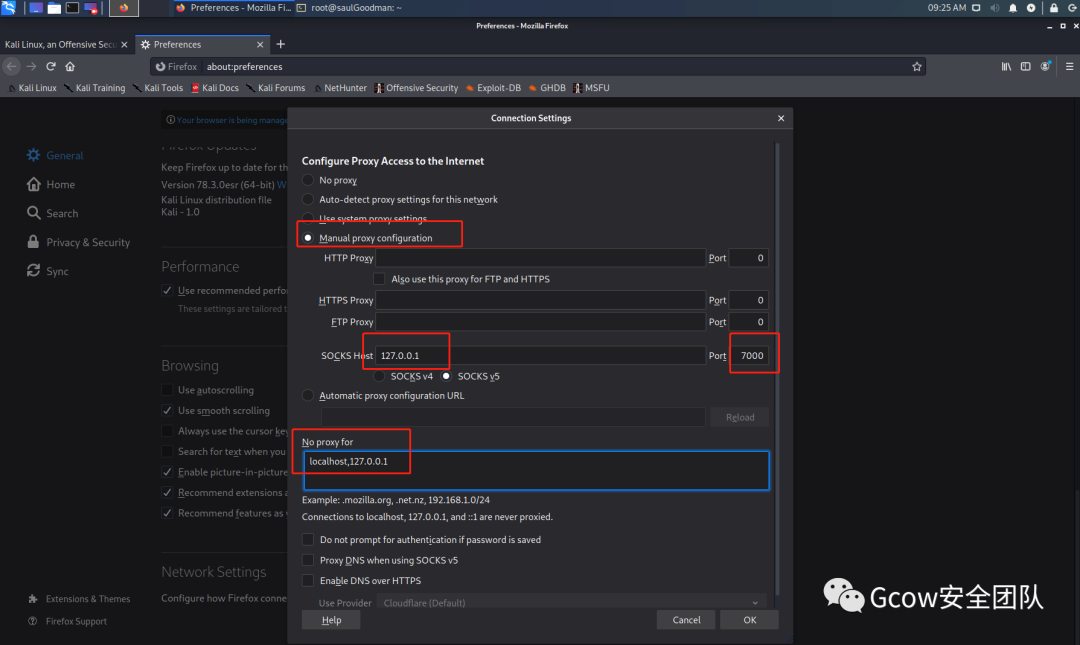 Preferences - Mozilla Fi... root@saulGoodman: ~ 09:25 AM
Preferences - Mozilla Firefox
Kali Linux, an Offensive Secu Preferences
Firefox about:preferences
Kali Linux Kali Training Kali Tools Kali Docs Kali Forums NetHunter Offensive Security Exploit-DB GHDB MSFU
Your browser is being manage
Firefox Updates
Keep Firefox up to date for th
Version 78.3.0esr (64-bit) W
Kali Linux distribution file
Kali - 1.0
General
Home
Search
Privacy & Security
Sync
Performance
Use recommended perfo
These settings are tailored t
Browsing
Use autoscrolling
Use smooth scrolling
Always use the cursor key
Search for text when you
Enable picture-in-picture
Recommend extensions a
Recommend features as
Network Settings
Configure how Firefox conne
Extensions & Themes
Firefox Support
Connection Settings
Configure Proxy Access to the Internet
No proxy
Auto-detect proxy settings for this network
Use system proxy settings
Manual proxy configuration
HTTP Proxy Port 0
Also use this proxy for FTP and HTTPS
HTTPS Proxy Port 0
FTP Proxy Port 0
SOCKS Host 127.0.0.1 Port 7000
SOCKS v4 SOCKS v5
Automatic proxy configuration URL
Reload
No proxy for
localhost,127.0.0.1
Example: .mozilla.org, .net.nz, 192.168.1.0/24
Connections to localhost, 127.0.0.1, and ::1 are never proxied.
Do not prompt for authentication if password is saved
Proxy DNS when using SOCKS v5
Enable DNS over HTTPS
Use Provider Cloudflare (Default)
Help Cancel OK
Gcow安全团队